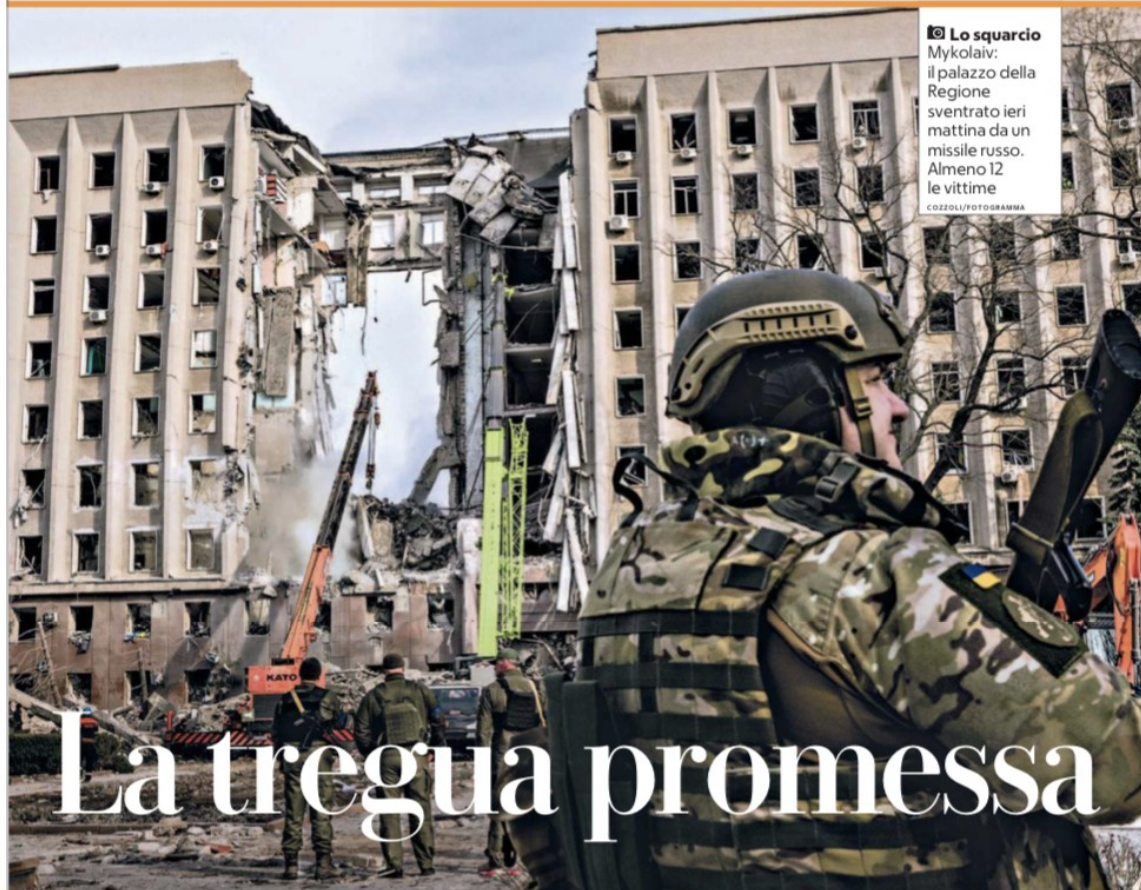 Lo squarcio
Mykolaiv:
il palazzo della
Regione
sventrato ieri
mattina da un
missile russo.
Almeno 12
le vittime
COZZOLI/FOTOGRAMMA
KATO
La tregua promessa